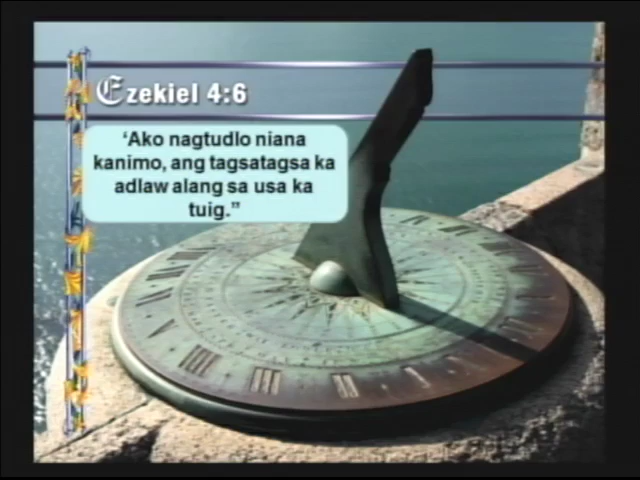 Ezekiel 4:6
‘Ako nagtudlo niana
kanimo, ang tagsatagsa ka
adlaw alang sa usa ka
tuig.”